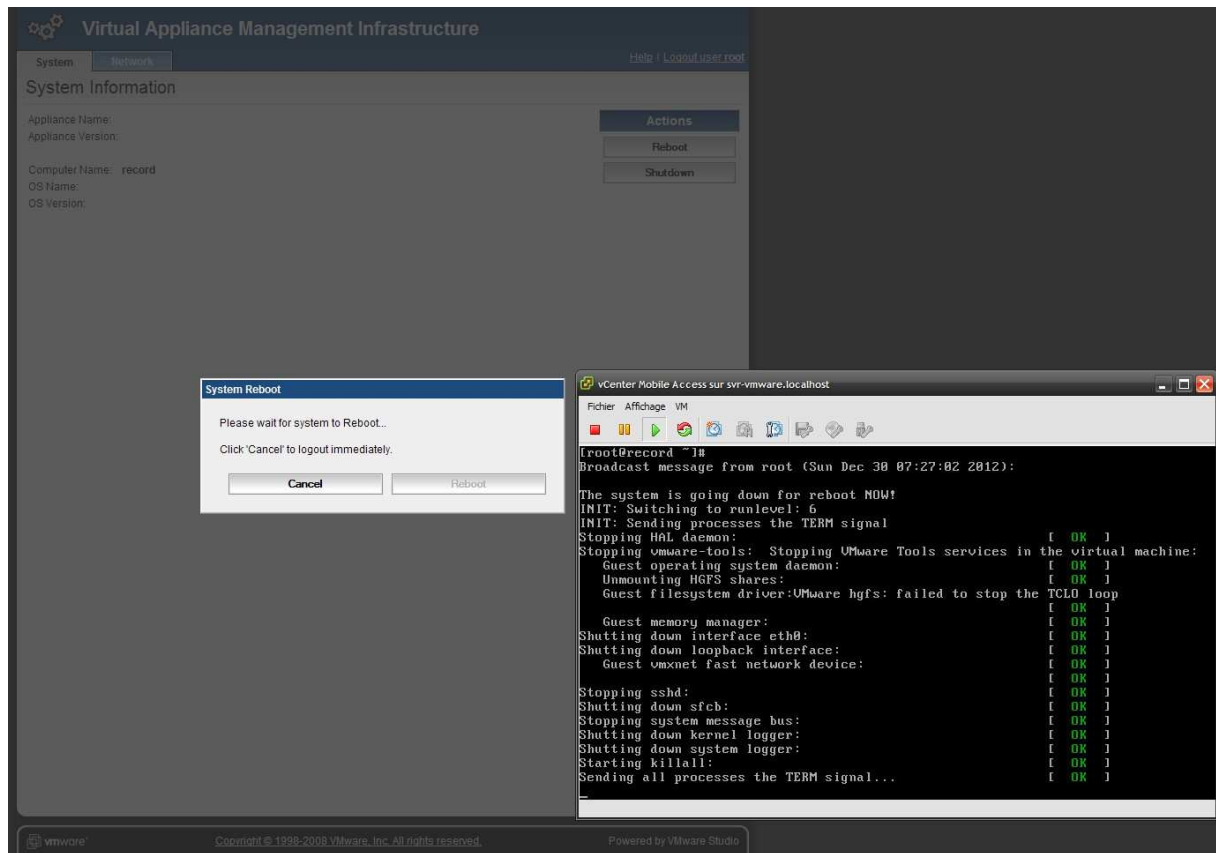 Virtual Appliance Management Infrastructure
System Network Help | Logout user root
System Information
Appliance Name:
Appliance Version:
Computer Name: record
OS Name:
OS Version:
Actions
Reboot
Shutdown
System Reboot
Please wait for system to Reboot...
Click 'Cancel' to logout immediately.
Cancel Reboot
vCenter Mobile Access sur svr-vmware.localhost
Fichier Affichage VM
[root@record ~]#
Broadcast message from root (Sun Dec 30 07:27:02 2012):
The system is going down for reboot NOW!
INIT: Switching to runlevel: 6
INIT: Sending processes the TERM signal
Stopping HAL daemon: [ OK ]
Stopping vmware-tools: Stopping VMware Tools services in the virtual machine:
Guest operating system daemon: [ OK ]
Unmounting HGFS shares: [ OK ]
Guest filesystem driver:VMware hgfs: failed to stop the TCLO loop
[ OK ]
Guest memory manager: [ OK ]
Shutting down interface eth0: [ OK ]
Shutting down loopback interface: [ OK ]
Guest vmxnet fast network device: [ OK ]
[ OK ]
Stopping sshd: [ OK ]
Shutting down sfcb: [ OK ]
Stopping system message bus: [ OK ]
Shutting down kernel logger: [ OK ]
Shutting down system logger: [ OK ]
Starting killall: [ OK ]
Sending all processes the TERM signal... [ OK ]
vmware Copyright © 1998-2008 VMware, Inc. All rights reserved. Powered by VMware Studio